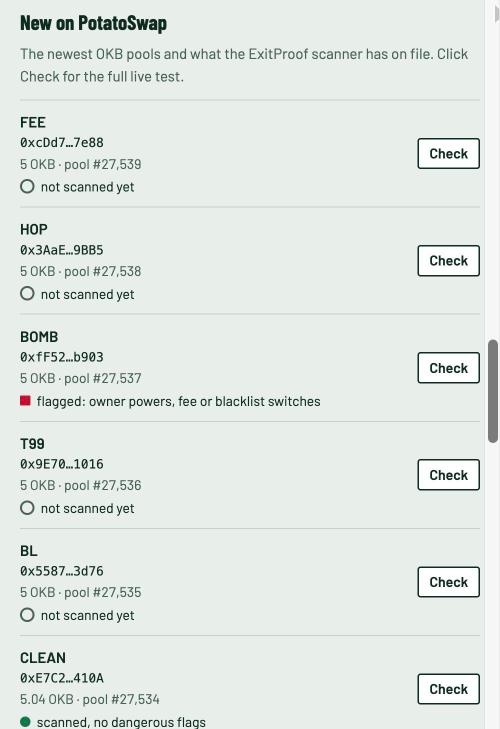 New on PotatoSwap
The newest OKB pools and what the ExitProof scanner has on file. Click
Check for the full live test.
FEE
0xcDd7…7e88
5 OKB · pool #27,539
not scanned yet
Check
HOP
0x3AaE…9BB5
5 OKB · pool #27,538
not scanned yet
Check
BOMB
0xfF52…b903
5 OKB · pool #27,537
flagged: owner powers, fee or blacklist switches
Check
T99
0x9E70…1016
5 OKB · pool #27,536
not scanned yet
Check
BL
0x5587…3d76
5 OKB · pool #27,535
not scanned yet
Check
CLEAN
0xE7C2…410A
5.04 OKB · pool #27,534
scanned, no dangerous flags
Check